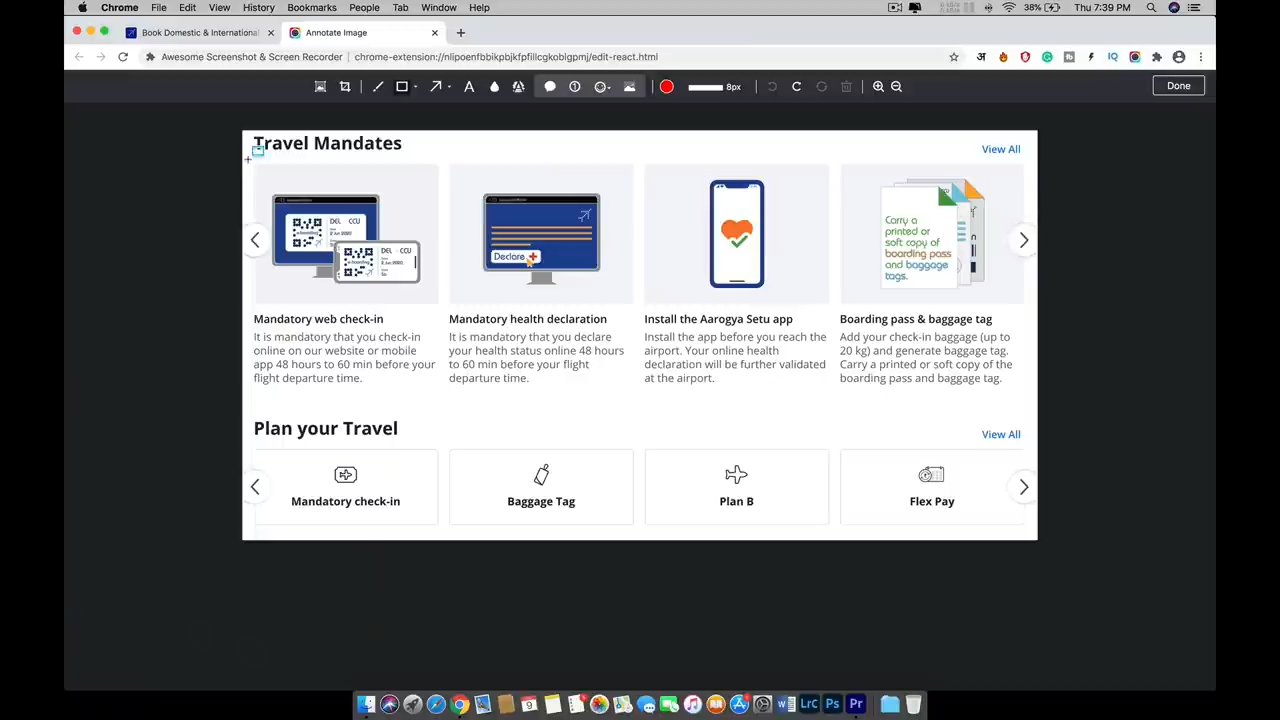 Chrome File Edit View History Bookmarks People Tab Window Help 38% Thu 7:39 PM
Book Domestic & International
Annotate Image
Awesome Screenshot & Screen Recorder | chrome-extension://nlipoenfbbikpbjkfpfillcgkoblgpmj/edit-react.html
8px
Done
Travel Mandates
View All
DEL CCU
DEL CCU
Declare
Carry a
printed or
soft copy of
boarding pass
and baggage
tags.
Mandatory web check-in
It is mandatory that you check-in
online on our website or mobile
app 48 hours to 60 min before your
flight departure time.
Mandatory health declaration
It is mandatory that you declare
your health status online 48 hours
to 60 min before your flight
departure time.
Install the Aarogya Setu app
Install the app before you reach the
airport. Your online health
declaration will be further validated
at the airport.
Boarding pass & baggage tag
Add your check-in baggage (up to
20 kg) and generate baggage tag.
Carry a printed or soft copy of the
boarding pass and baggage tag.
Plan your Travel
View All
Mandatory check-in
Baggage Tag
Plan B
Flex Pay
LrC Ps Pr